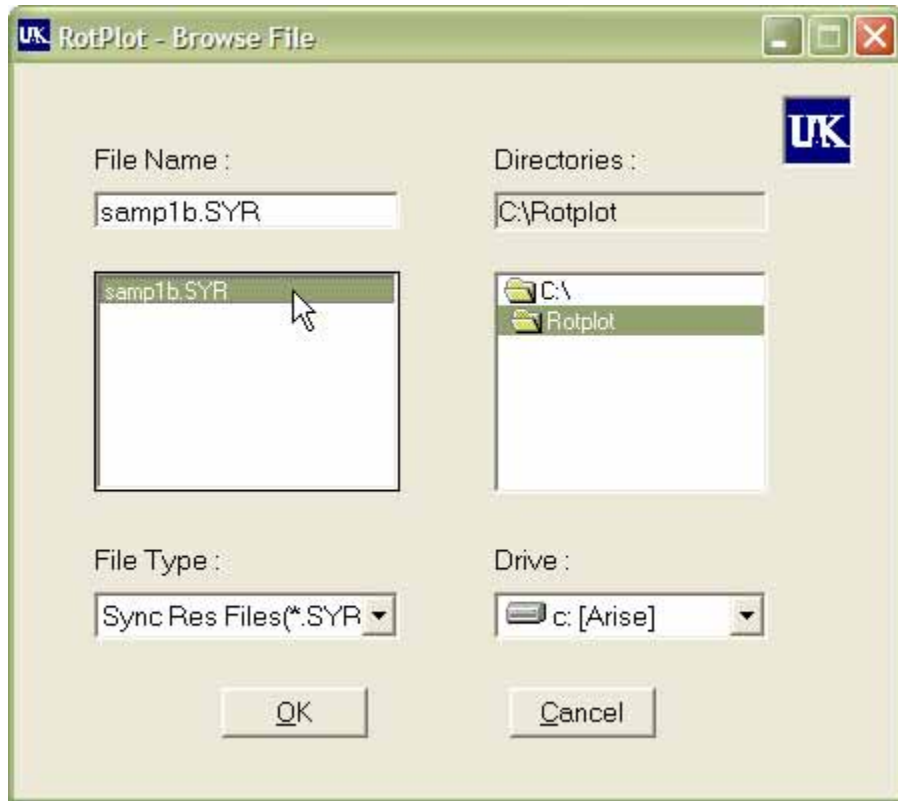 UK RotPlot - Browse File
UK
File Name :
Directories :
samp1b.SYR
C:\Rotplot
samp1b.SYR
C:\
Rotplot
File Type :
Drive :
Sync Res Files(*.SYR
c: [Arise]
OK
Cancel